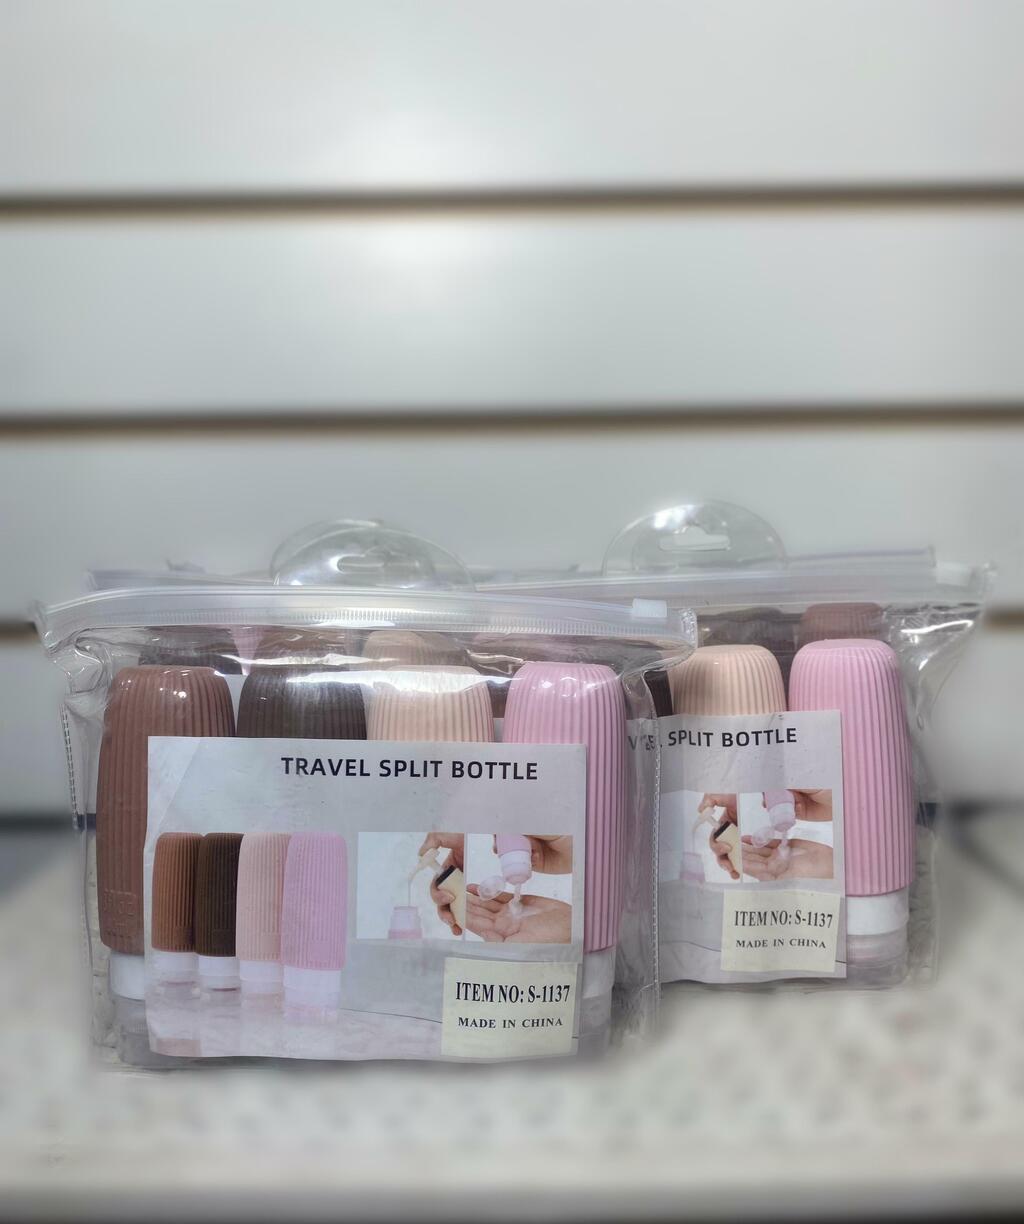 TRAVEL SPLIT BOTTLE
ITEM NO: S-1137
MADE IN CHINA
SPLIT BOTTLE
ITEM NO: S-1137
MADE IN CHINA